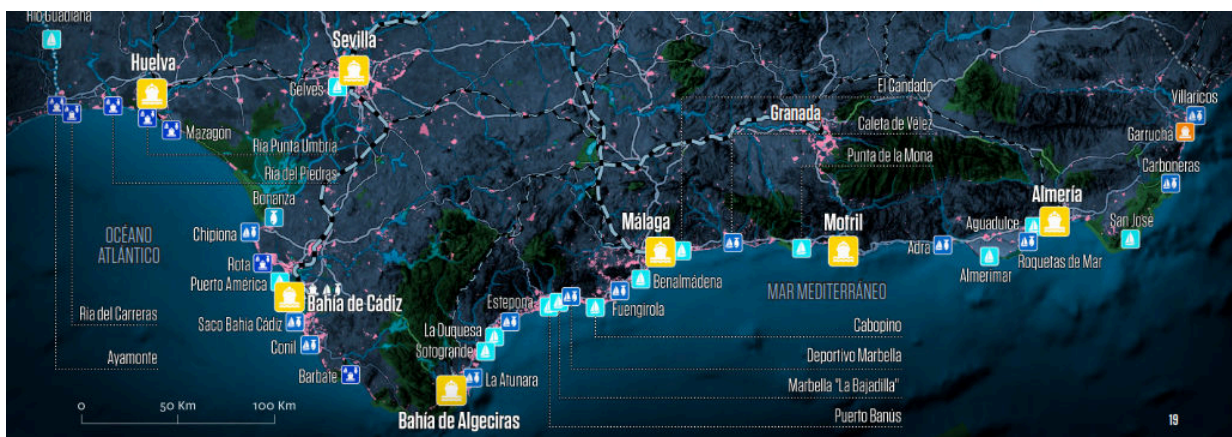 Río Guadiana
Huelva
Sevilla
Gelves
Mazagón
Ría Punta Umbría
Ría del Piedras
Bonanza
OCÉANO
ATLÁNTICO
Chipiona
Rota
Puerto América
Bahía de Cádiz
Ría del Carreras
Saco Bahía Cádiz
Ayamonte
Conil
Barbate
0 50 Km 100 Km
Bahía de Algeciras
La Atunara
Sotogrande
La Duquesa
Estepona
Fuengirola
Benalmádena
Málaga
El Candado
Granada
Caleta de Vélez
Punta de la Mona
Motril
MAR MEDITERRÁNEO
Cabopino
Deportivo Marbella
Marbella "La Bajadilla"
Puerto Banús
Adra
Almerimar
Aguadulce
Almería
Roquetas de Mar
San José
Carboneras
Garrucha
Villaricos
19